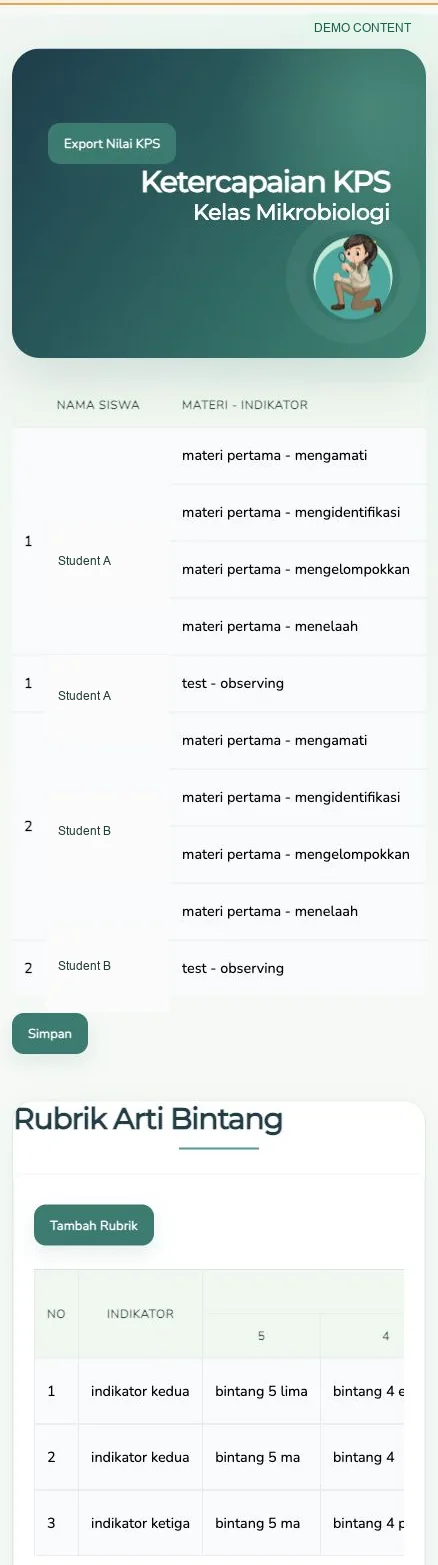 DEMO CONTENT
Export Nilai KPS
Ketercapaian KPS
Kelas Mikrobiologi
NAMA SISWA MATERI - INDIKATOR
materi pertama - mengamati
materi pertama - mengidentifikasi
1 Student A
materi pertama - mengelompokkan
materi pertama - menelaah
1 Student A test - observing
materi pertama - mengamati
materi pertama - mengidentifikasi
2 Student B
materi pertama - mengelompokkan
materi pertama - menelaah
2 Student B test - observing
Simpan
Rubrik Arti Bintang
Tambah Rubrik
NO INDIKATOR
5 4
1 indikator kedua bintang 5 lima bintang 4 e
2 indikator kedua bintang 5 ma bintang 4
3 indikator ketiga bintang 5 ma bintang 4 p